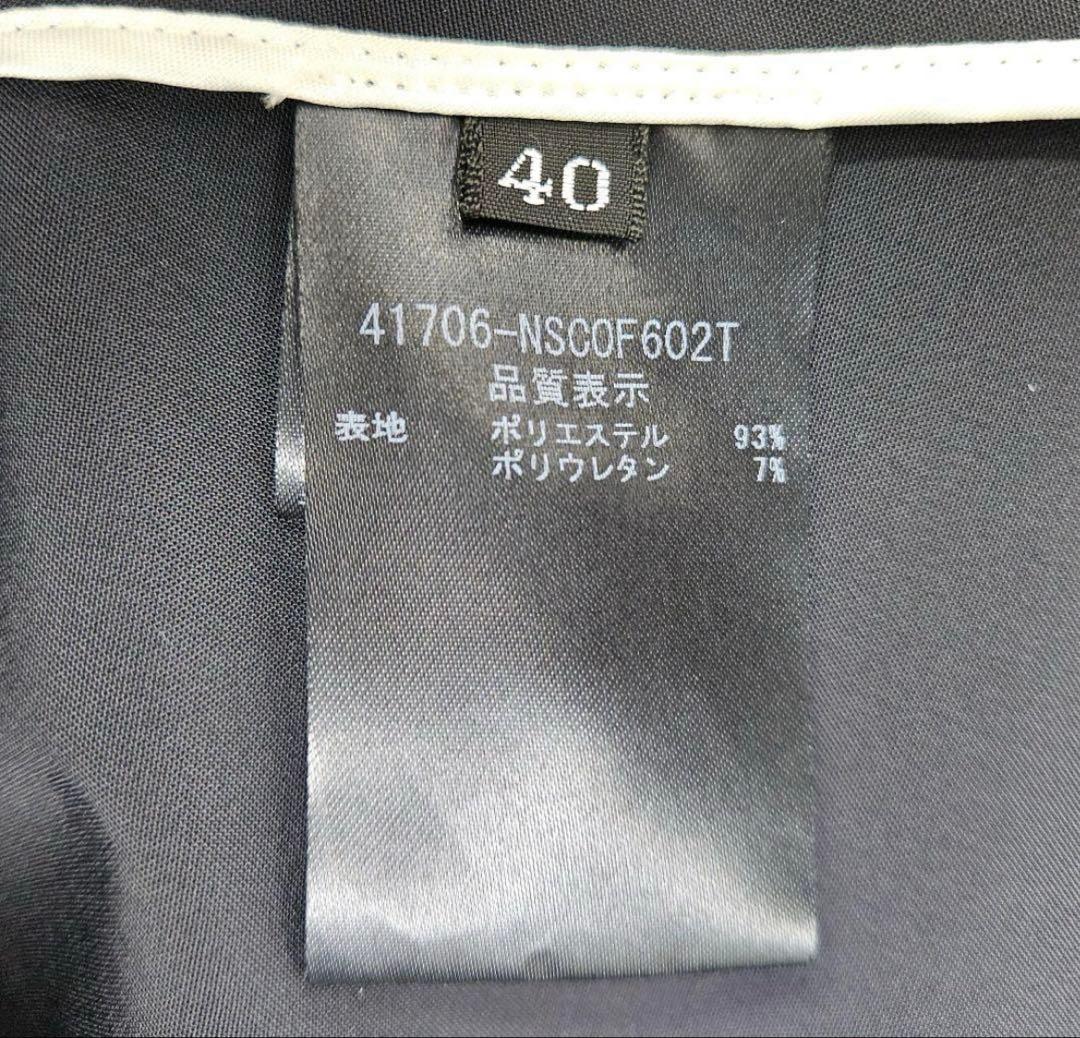 40
41706-NSCOF602T
品質表示
表地 ポリエステル 93%
ポリウレタン 7%